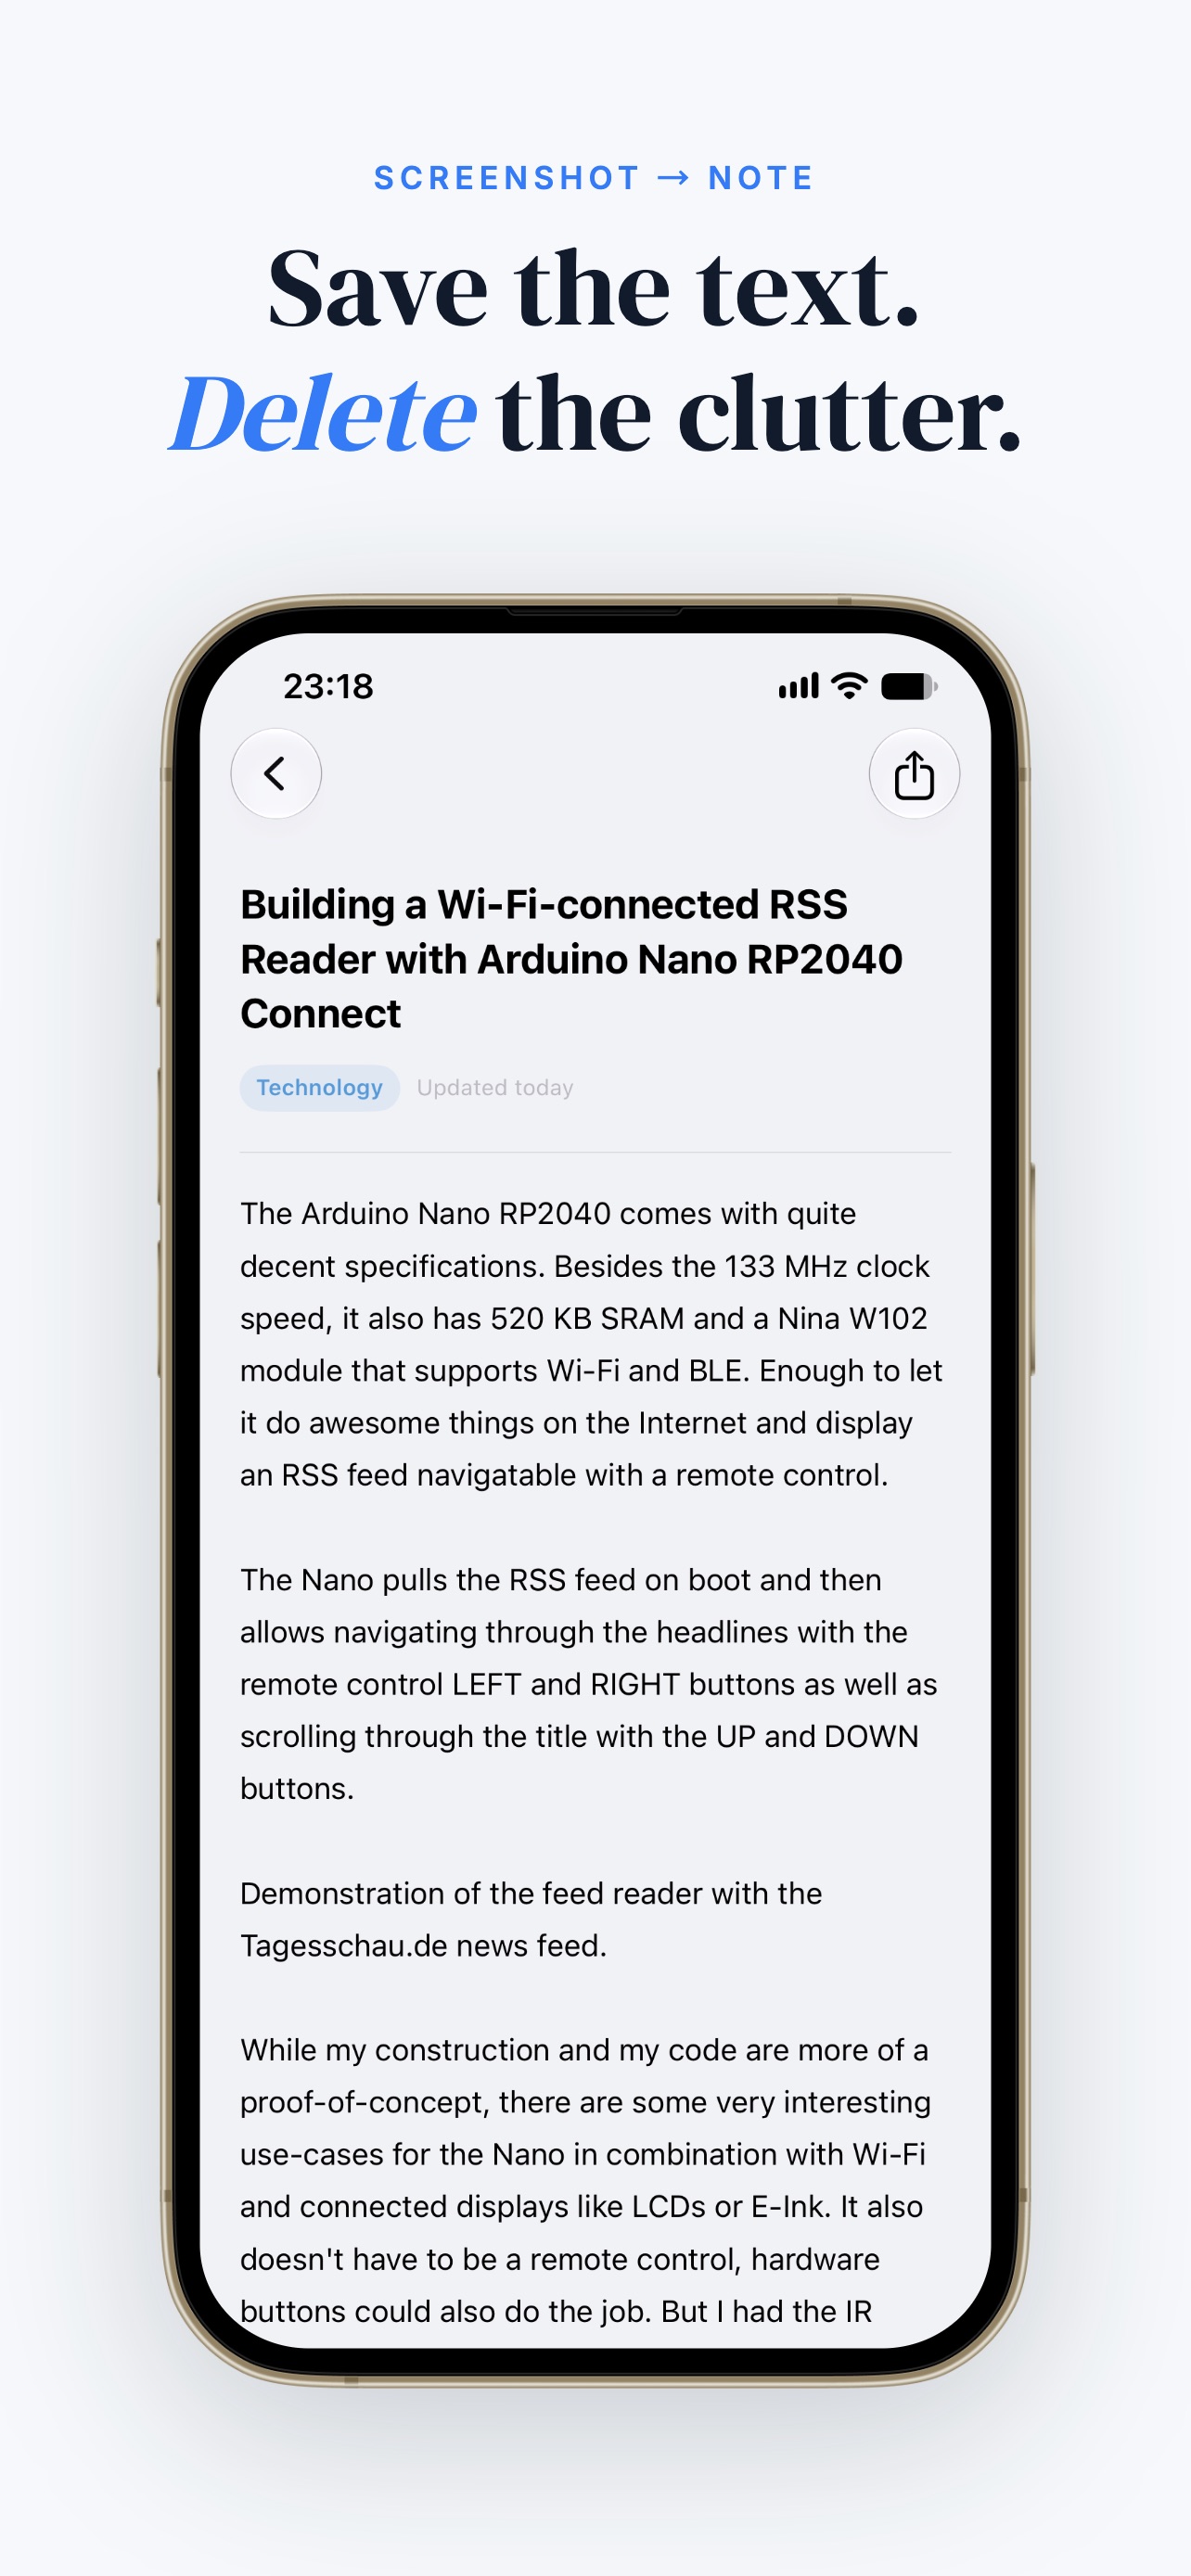 SCREENSHOT → NOTE
Save the text.
Delete the clutter.
23:18
Building a Wi-Fi-connected RSS
Reader with Arduino Nano RP2040
Connect
Technology Updated today
The Arduino Nano RP2040 comes with quite
decent specifications. Besides the 133 MHz clock
speed, it also has 520 KB SRAM and a Nina W102
module that supports Wi-Fi and BLE. Enough to let
it do awesome things on the Internet and display
an RSS feed navigatable with a remote control.
The Nano pulls the RSS feed on boot and then
allows navigating through the headlines with the
remote control LEFT and RIGHT buttons as well as
scrolling through the title with the UP and DOWN
buttons.
Demonstration of the feed reader with the
Tagesschau.de news feed.
While my construction and my code are more of a
proof-of-concept, there are some very interesting
use-cases for the Nano in combination with Wi-Fi
and connected displays like LCDs or E-Ink. It also
doesn't have to be a remote control, hardware
buttons could also do the job. But I had the IR